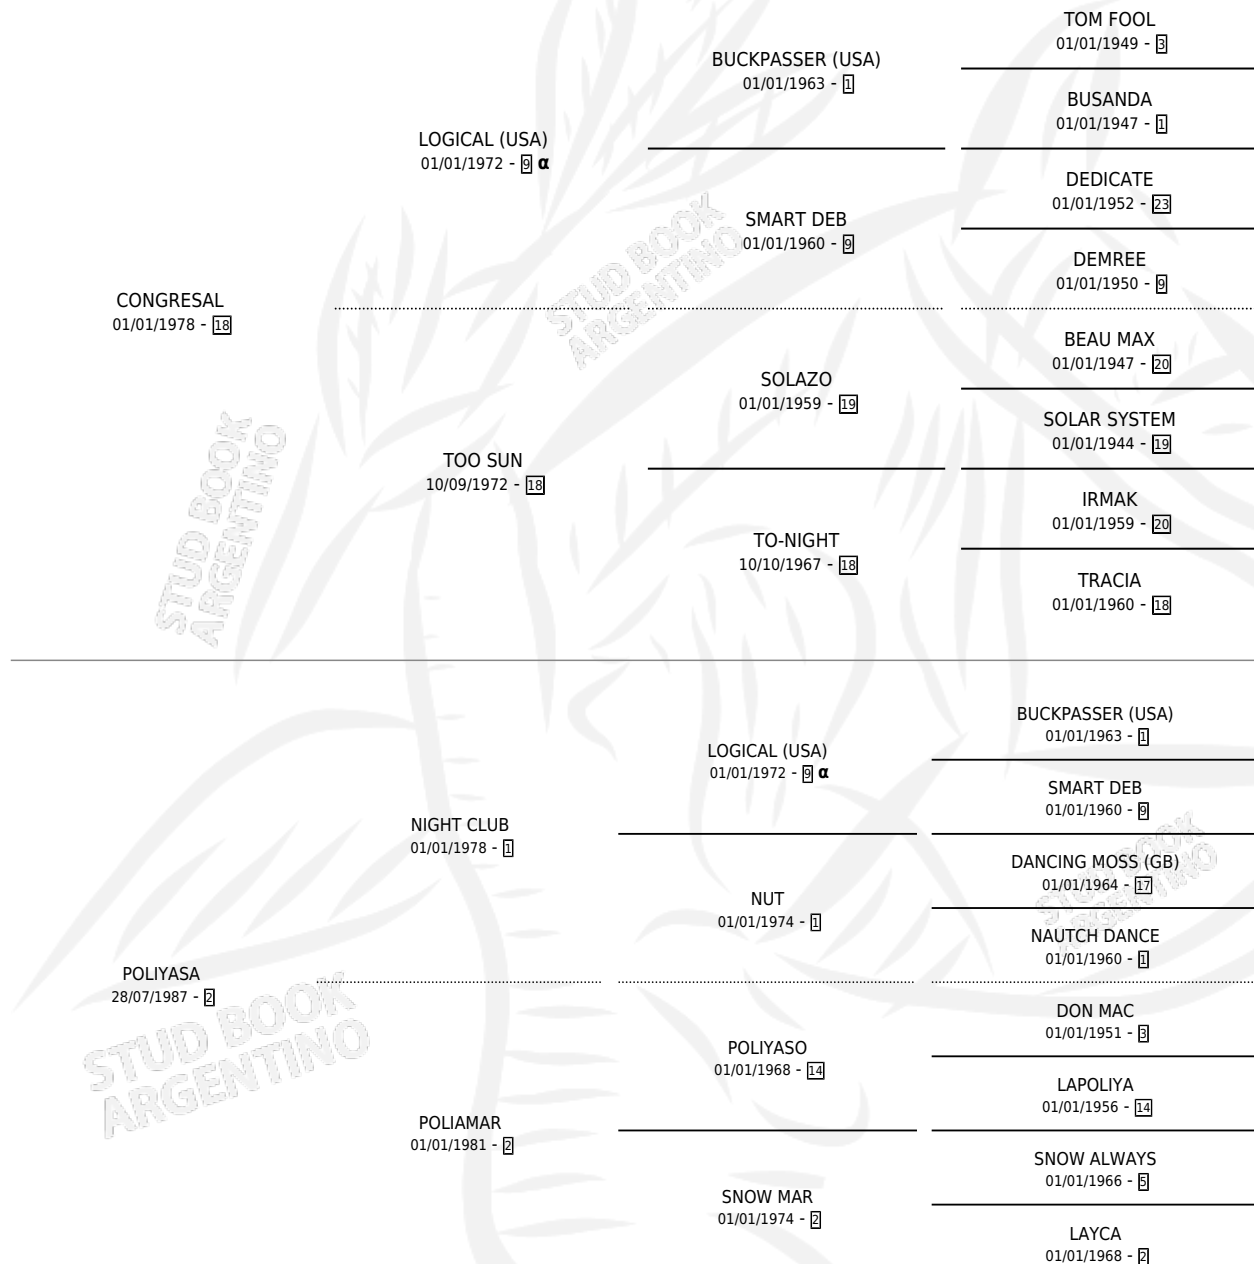 TOM FOOL
01/01/1949 - 3
BUCKPASSER (USA)
01/01/1963 - 1
BUSANDA
01/01/1947 - 1
LOGICAL (USA)
01/01/1972 - 9 α
DEDICATE
01/01/1952 - 23
SMART DEB
01/01/1960 - 9
DEMREE
01/01/1950 - 9
CONGRESAL
01/01/1978 - 18
BEAU MAX
01/01/1947 - 20
SOLAZO
01/01/1959 - 19
SOLAR SYSTEM
01/01/1944 - 19
TOO SUN
10/09/1972 - 18
IRMAK
01/01/1959 - 20
TO-NIGHT
10/10/1967 - 18
TRACIA
01/01/1960 - 18
STUD BOOK
ARGENTINO
STUD BOOK
ARGENTINO
BUCKPASSER (USA)
01/01/1963 - 1
LOGICAL (USA)
01/01/1972 - 9 α
SMART DEB
01/01/1960 - 9
NIGHT CLUB
01/01/1978 - 1
DANCING MOSS (GB)
01/01/1964 - 17
NUT
01/01/1974 - 1
NAUTCH DANCE
01/01/1960 - 1
POLIYASA
28/07/1987 - 2
DON MAC
01/01/1951 - 3
POLIYASO
01/01/1968 - 14
LAPOLIYA
01/01/1956 - 14
POLIAMAR
01/01/1981 - 2
SNOW ALWAYS
01/01/1966 - 5
SNOW MAR
01/01/1974 - 2
LAYCA
01/01/1968 - 2
STUD BOOK
ARGENTINO
STUD BOOK
ARGENTINO